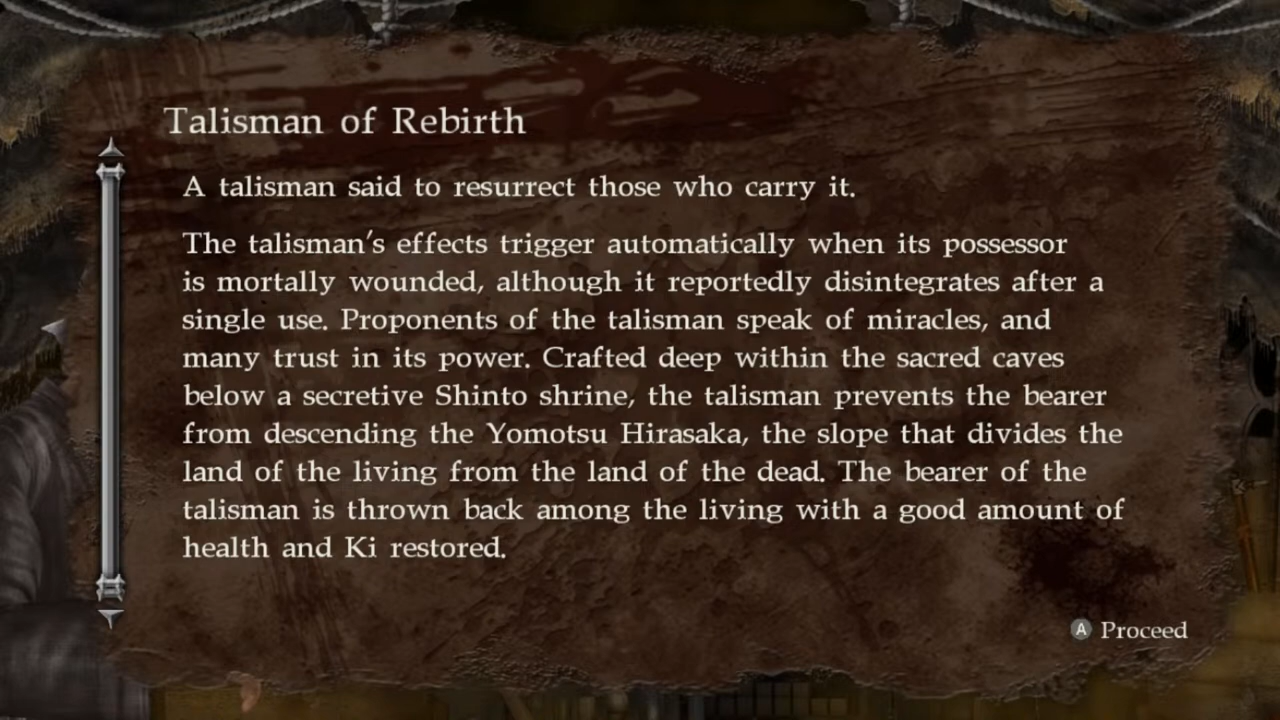 Talisman of Rebirth
A talisman said to resurrect those who carry it.
The talisman's effects trigger automatically when its possessor
is mortally wounded, although it reportedly disintegrates after a
single use. Proponents of the talisman speak of miracles, and
many trust in its power. Crafted deep within the sacred caves
below a secretive Shinto shrine, the talisman prevents the bearer
from descending the Yomotsu Hirasaka, the slope that divides the
land of the living from the land of the dead. The bearer of the
talisman is thrown back among the living with a good amount of
health and Ki restored.
A Proceed